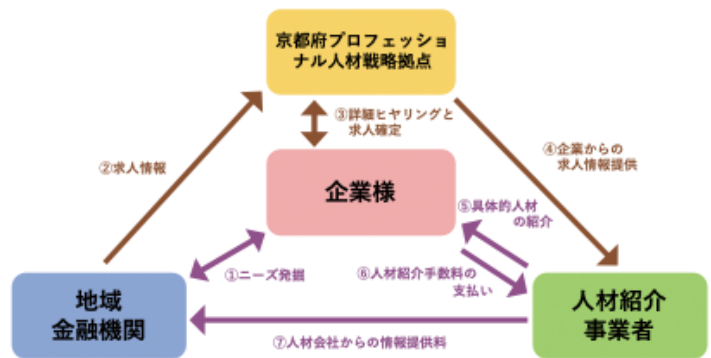 京都府プロフェッショ
ナル人材戦略拠点
③詳細ヒヤリングと
求人確定
②求人情報
④企業からの
求人情報提供
企業様
⑤具体的人材
の紹介
①ニーズ発掘
⑥人材紹介手数料の
支払い
地域
金融機関
人材紹介
事業者
⑦人材会社からの情報提供料